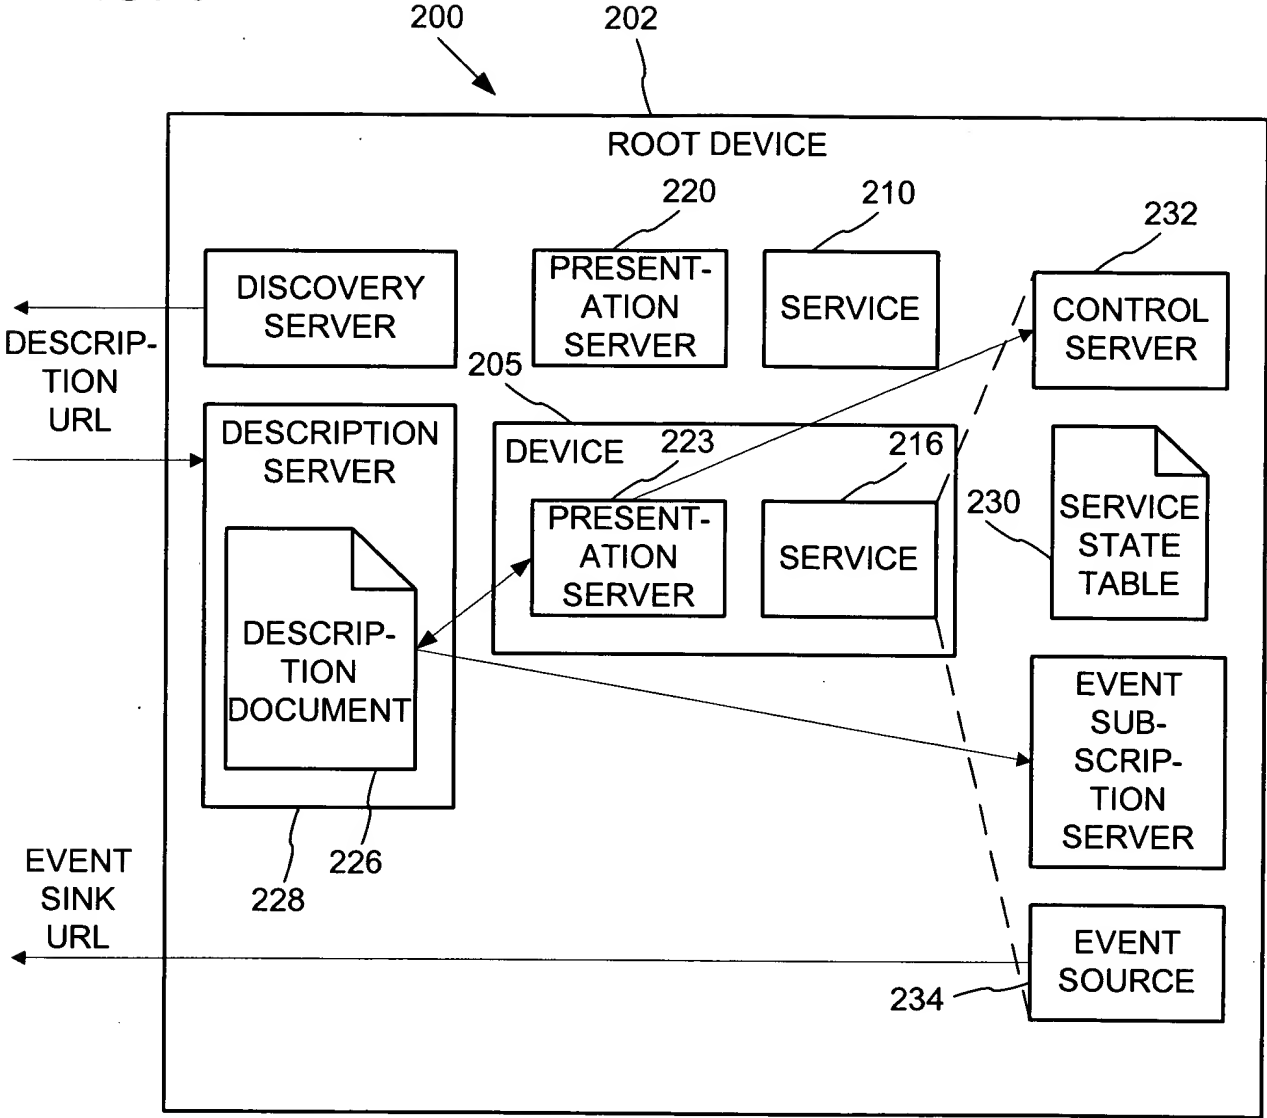 200
202
ROOT DEVICE
220
210
232
DISCOVERY
SERVER
PRESENT-
ATION
SERVER
SERVICE
CONTROL
SERVER
DESCRIP-
TION
URL
205
DESCRIPTION
SERVER
DEVICE
223
216
PRESENT-
ATION
SERVER
SERVICE
230
SERVICE
STATE
TABLE
DESCRIP-
TION
DOCUMENT
EVENT
SUB-
SCRIP-
TION
SERVER
226
228
EVENT
SINK
URL
EVENT
SOURCE
234